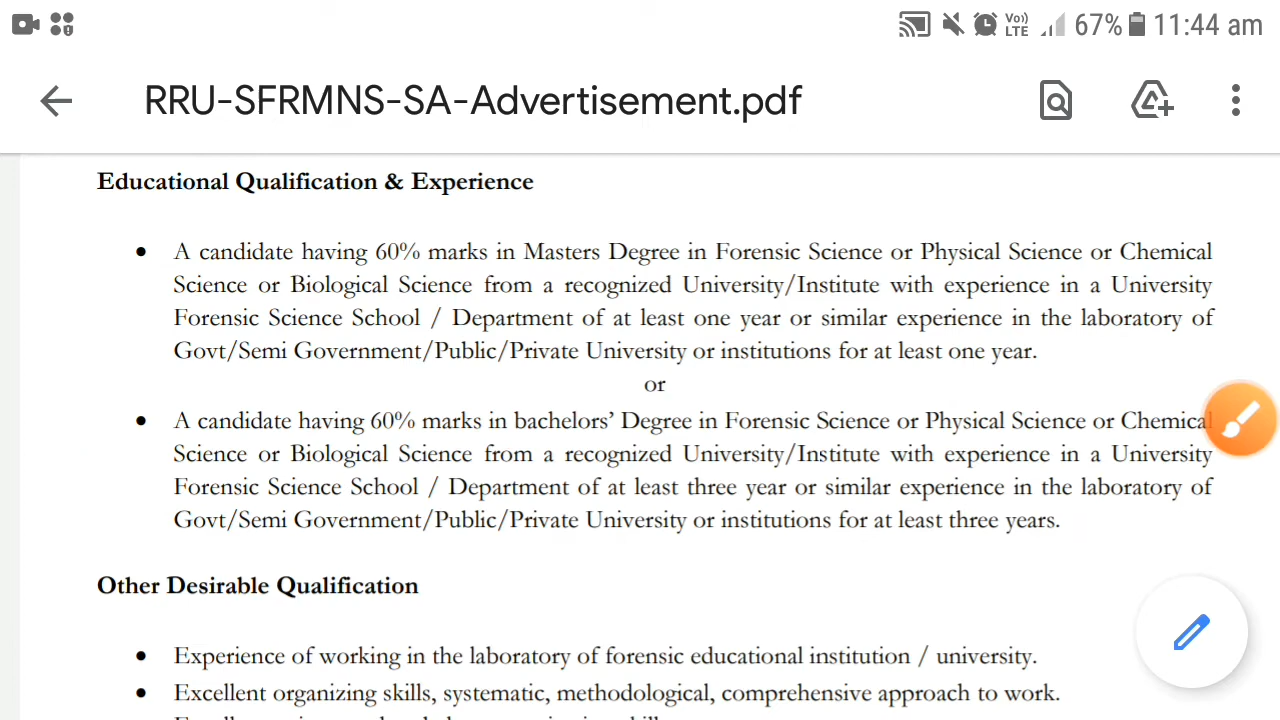 Vo)) LTE 67% 11:44 am
RRU-SFRMNS-SA-Advertisement.pdf
Educational Qualification & Experience
• A candidate having 60% marks in Masters Degree in Forensic Science or Physical Science or Chemical
Science or Biological Science from a recognized University/Institute with experience in a University
Forensic Science School / Department of at least one year or similar experience in the laboratory of
Govt/Semi Government/Public/Private University or institutions for at least one year.
or
• A candidate having 60% marks in bachelors' Degree in Forensic Science or Physical Science or Chemical
Science or Biological Science from a recognized University/Institute with experience in a University
Forensic Science School / Department of at least three year or similar experience in the laboratory of
Govt/Semi Government/Public/Private University or institutions for at least three years.
Other Desirable Qualification
• Experience of working in the laboratory of forensic educational institution / university.
• Excellent organizing skills, systematic, methodological, comprehensive approach to work.